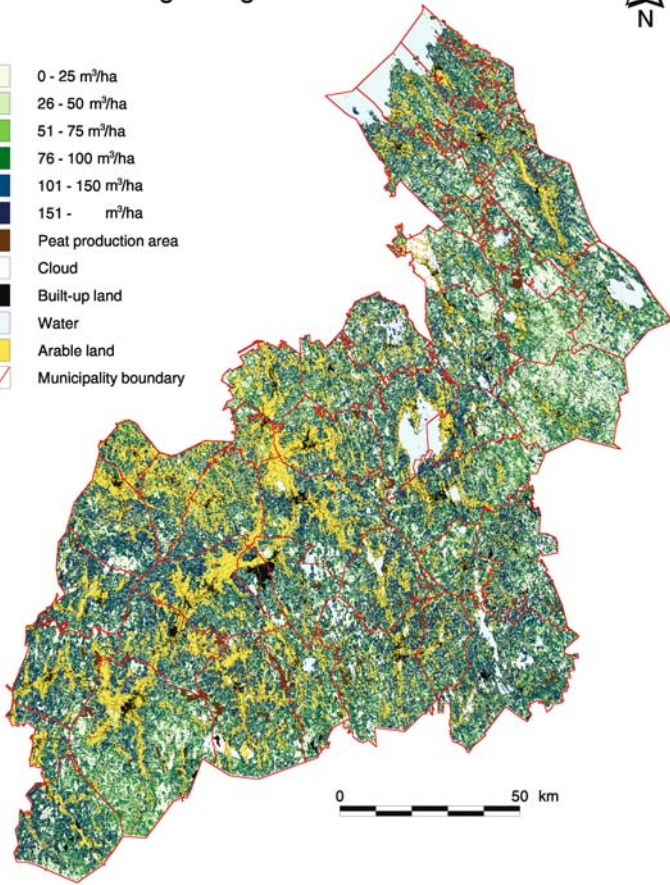 N
0 - 25 m³/ha
26 - 50 m³/ha
51 - 75 m³/ha
76 - 100 m³/ha
101 - 150 m³/ha
151 - m³/ha
Peat production area
Cloud
Built-up land
Water
Arable land
Municipality boundary
0 50 km